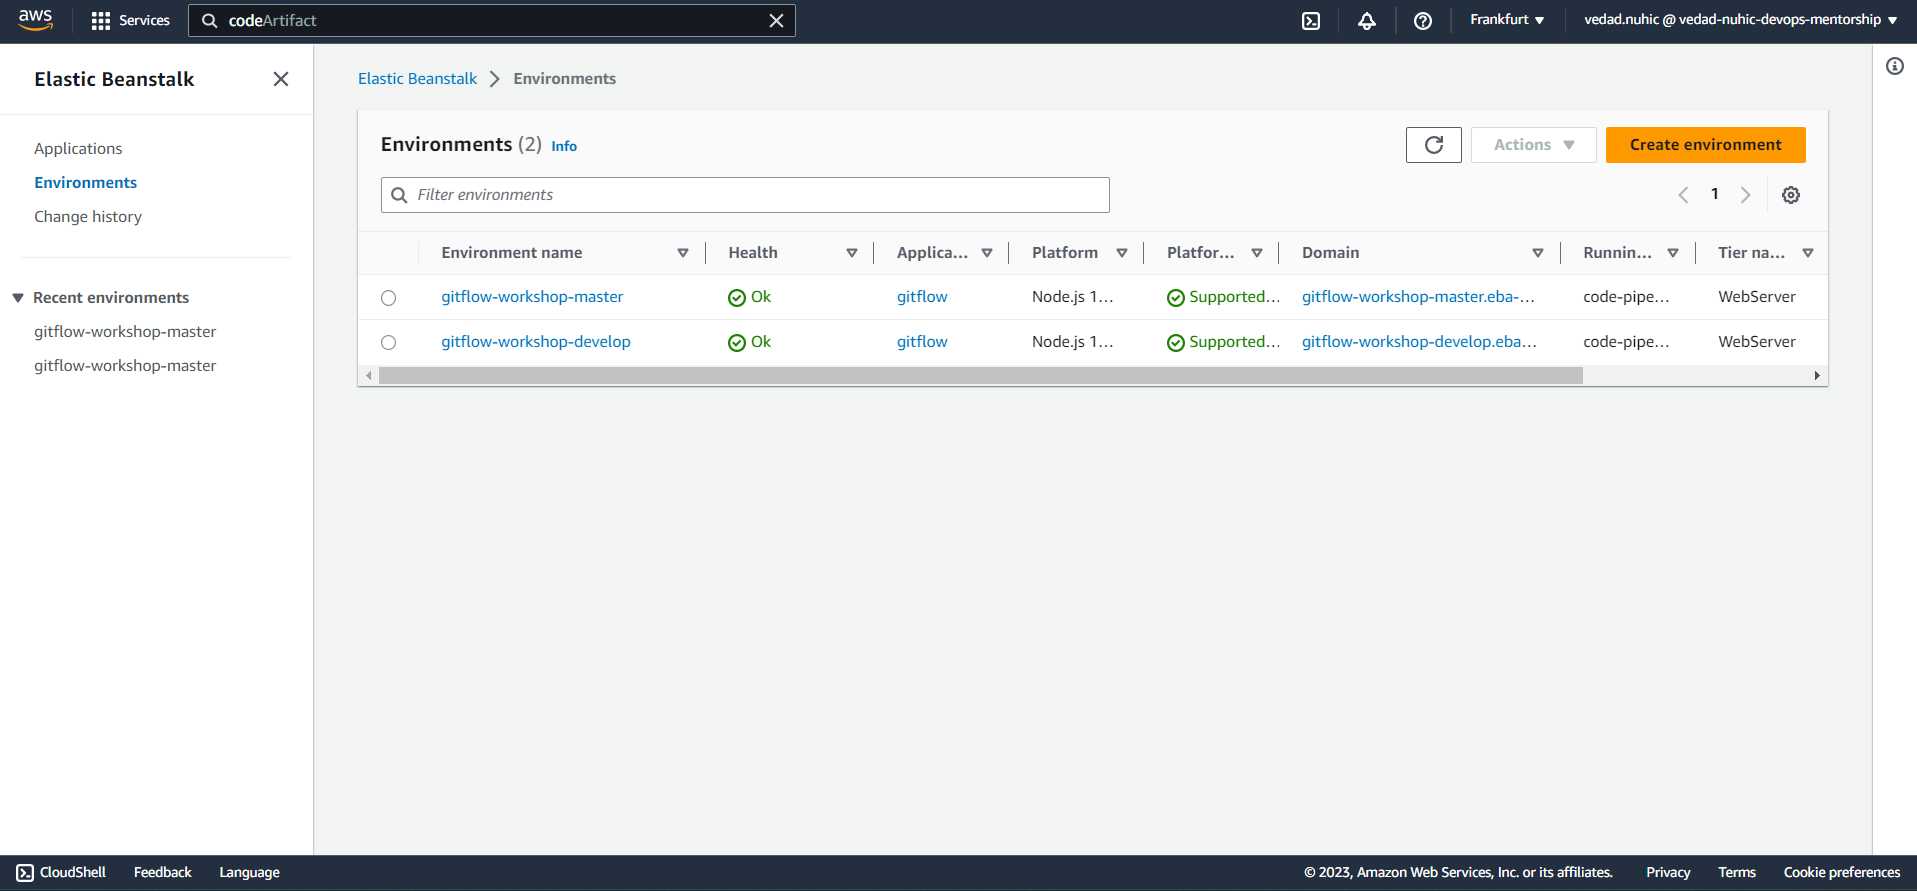 aws
Services
codeArtifact
Frankfurt
vedad.nuhic @ vedad-nuhic-devops-mentorship
Elastic Beanstalk
Applications
Environments
Change history
Recent environments
gitflow-workshop-master
gitflow-workshop-master
Elastic Beanstalk Environments
Environments (2) Info
Actions
Create environment
Filter environments
1
Environment name Health Applica... Platform Platfor... Domain Runnin... Tier na...
gitflow-workshop-master Ok gitflow Node.js 1... Supported... gitflow-workshop-master.eba-... code-pipe... WebServer
gitflow-workshop-develop Ok gitflow Node.js 1... Supported... gitflow-workshop-develop.eba... code-pipe... WebServer
CloudShell Feedback Language © 2023, Amazon Web Services, Inc. or its affiliates. Privacy Terms Cookie preferences